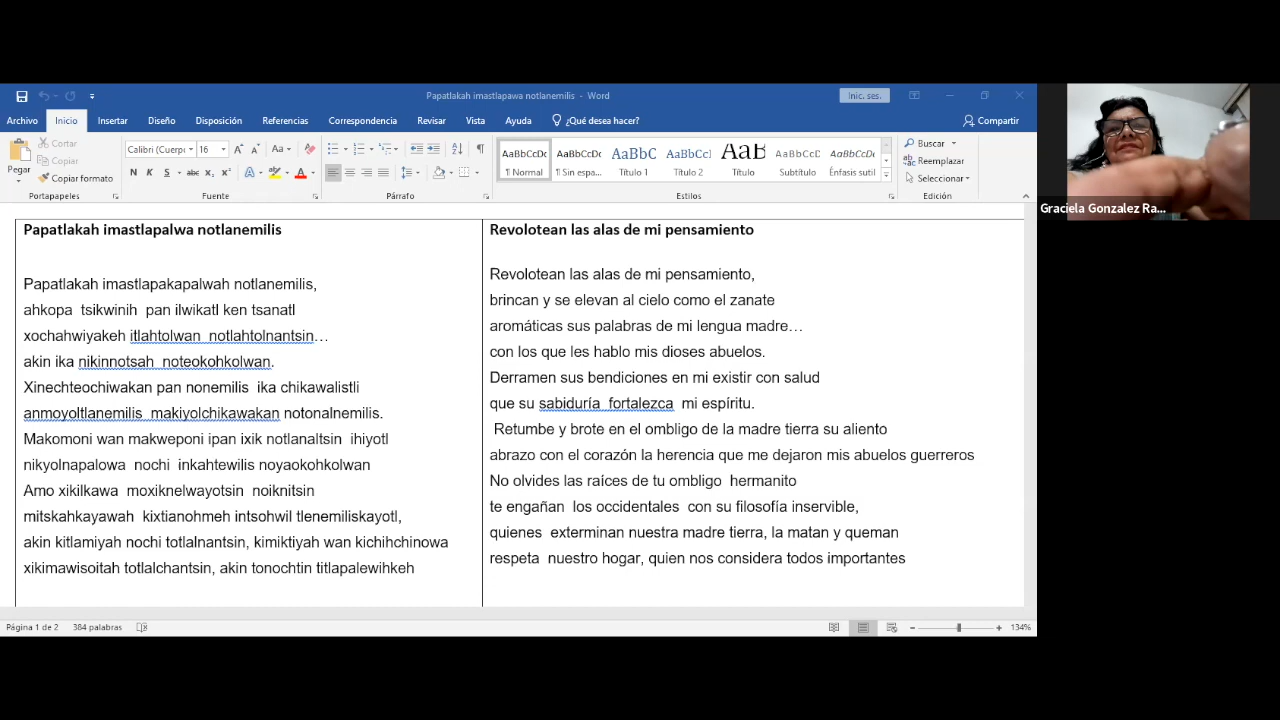 Papatlakah imastlapawa notlanemilis - Word
Inic. ses.
Archivo Inicio Insertar Diseño Disposición Referencias Correspondencia Revisar Vista Ayuda ¿Qué desea hacer? Compartir
Pegar
Cortar
Copiar
Copiar formato
Portapapeles
Calibri (Cuerpo 16
N K S abc x₂ x²
Fuente
Párrafo
AaBbCcDc AaBbCcDc AaBbC AaBbCcI AaB AaBbCcD AaBbCcDc
¶ Normal ¶ Sin espa... Título 1 Título 2 Título Subtítulo Énfasis sutil
Estilos
Buscar
Reemplazar
Seleccionar
Edición
Papatlakah imastlapalwa notlanemilis
Papatlakah imastlapakapalwah notlanemilis,
ahkopa tsikwinih pan ilwikatl ken tsanatl
xochahwiyakeh itlahtolwan notlahtolnantsin…
akin ika nikinnotsah noteokohkolwan.
Xinechteochiwakan pan nonemilis ika chikawalistli
anmoyoltlanemilis makiyolchikawakan notonalnemilis.
Makomoni wan makweponi ipan ixik notlanaltsin ihiyotl
nikyolnapalowa nochi inkahtewilis noyaokohkolwan
Amo xikilkawa moxiknelwayotsin noiknitsin
mitskahkayawah kixtianohmeh intsohwil tlenemiliskayotl,
akin kitlamiyah nochi totlalnantsin, kimiktiyah wan kichihchinowa
xikimawisoitah totlalchantsin, akin tonochtin titlapalewihkeh
Revolotean las alas de mi pensamiento
Revolotean las alas de mi pensamiento,
brincan y se elevan al cielo como el zanate
aromáticas sus palabras de mi lengua madre…
con los que les hablo mis dioses abuelos.
Derramen sus bendiciones en mi existir con salud
que su sabiduría fortalezca mi espíritu.
Retumbe y brote en el ombligo de la madre tierra su aliento
abrazo con el corazón la herencia que me dejaron mis abuelos guerreros
No olvides las raíces de tu ombligo hermanito
te engañan los occidentales con su filosofía inservible,
quienes exterminan nuestra madre tierra, la matan y queman
respeta nuestro hogar, quien nos considera todos importantes
Página 1 de 2 384 palabras
134%
Graciela Gonzalez Ra...